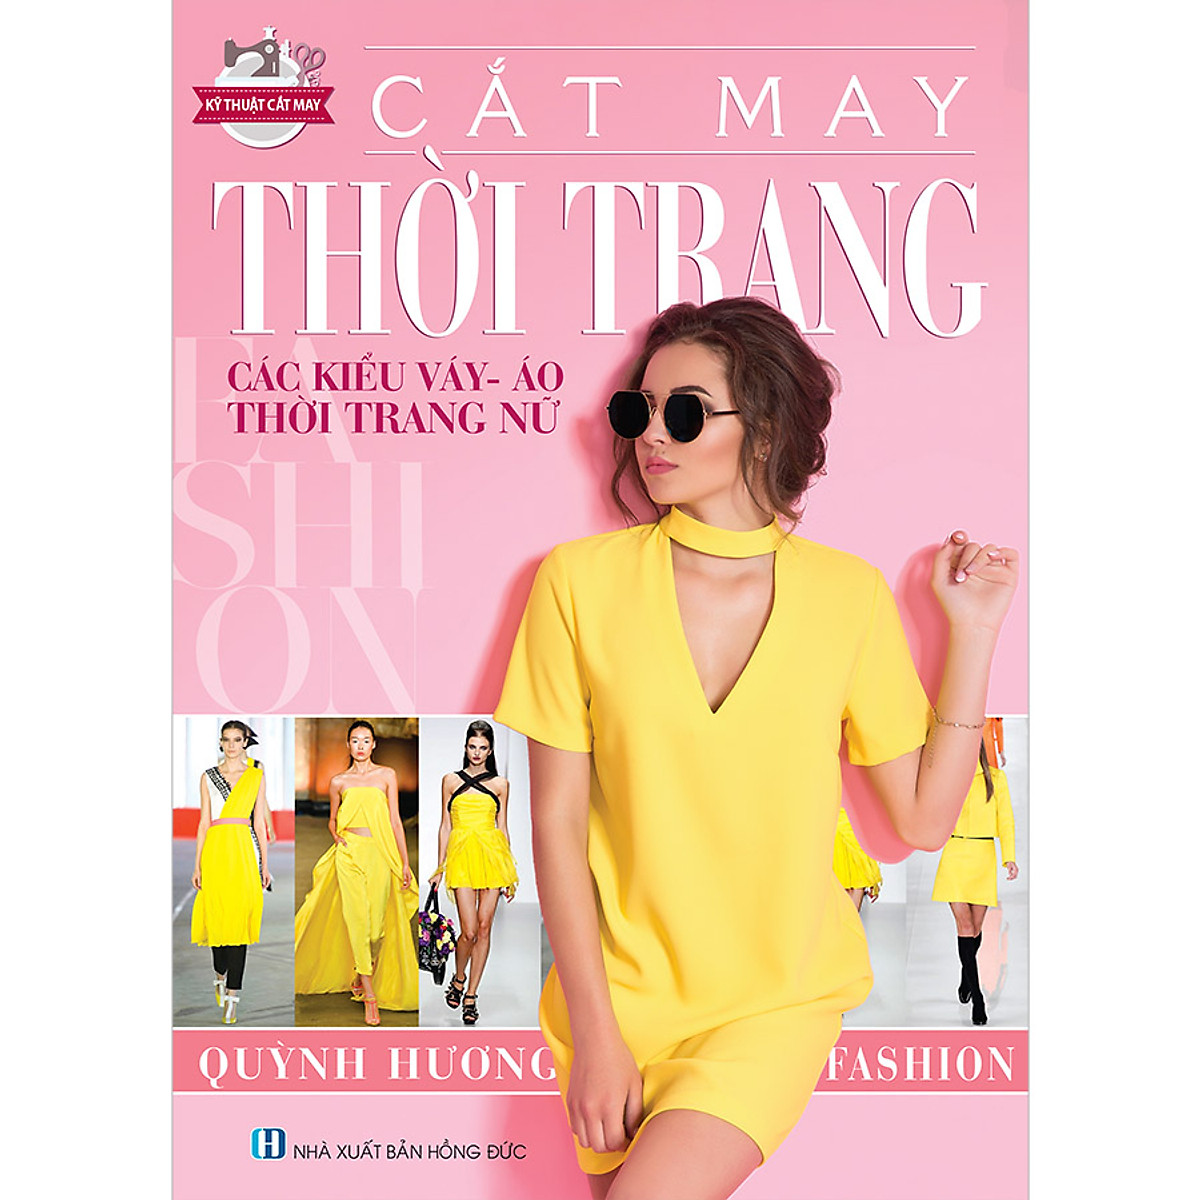 KỸ THUẬT CẮT MAY
CẮT MAY
THỜI TRANG
CÁC KIỂU VÁY- ÁO
THỜI TRANG NỮ
FA
SHI
ON
QUỲNH HƯƠNG FASHION
NHÀ XUẤT BẢN HỒNG ĐỨC